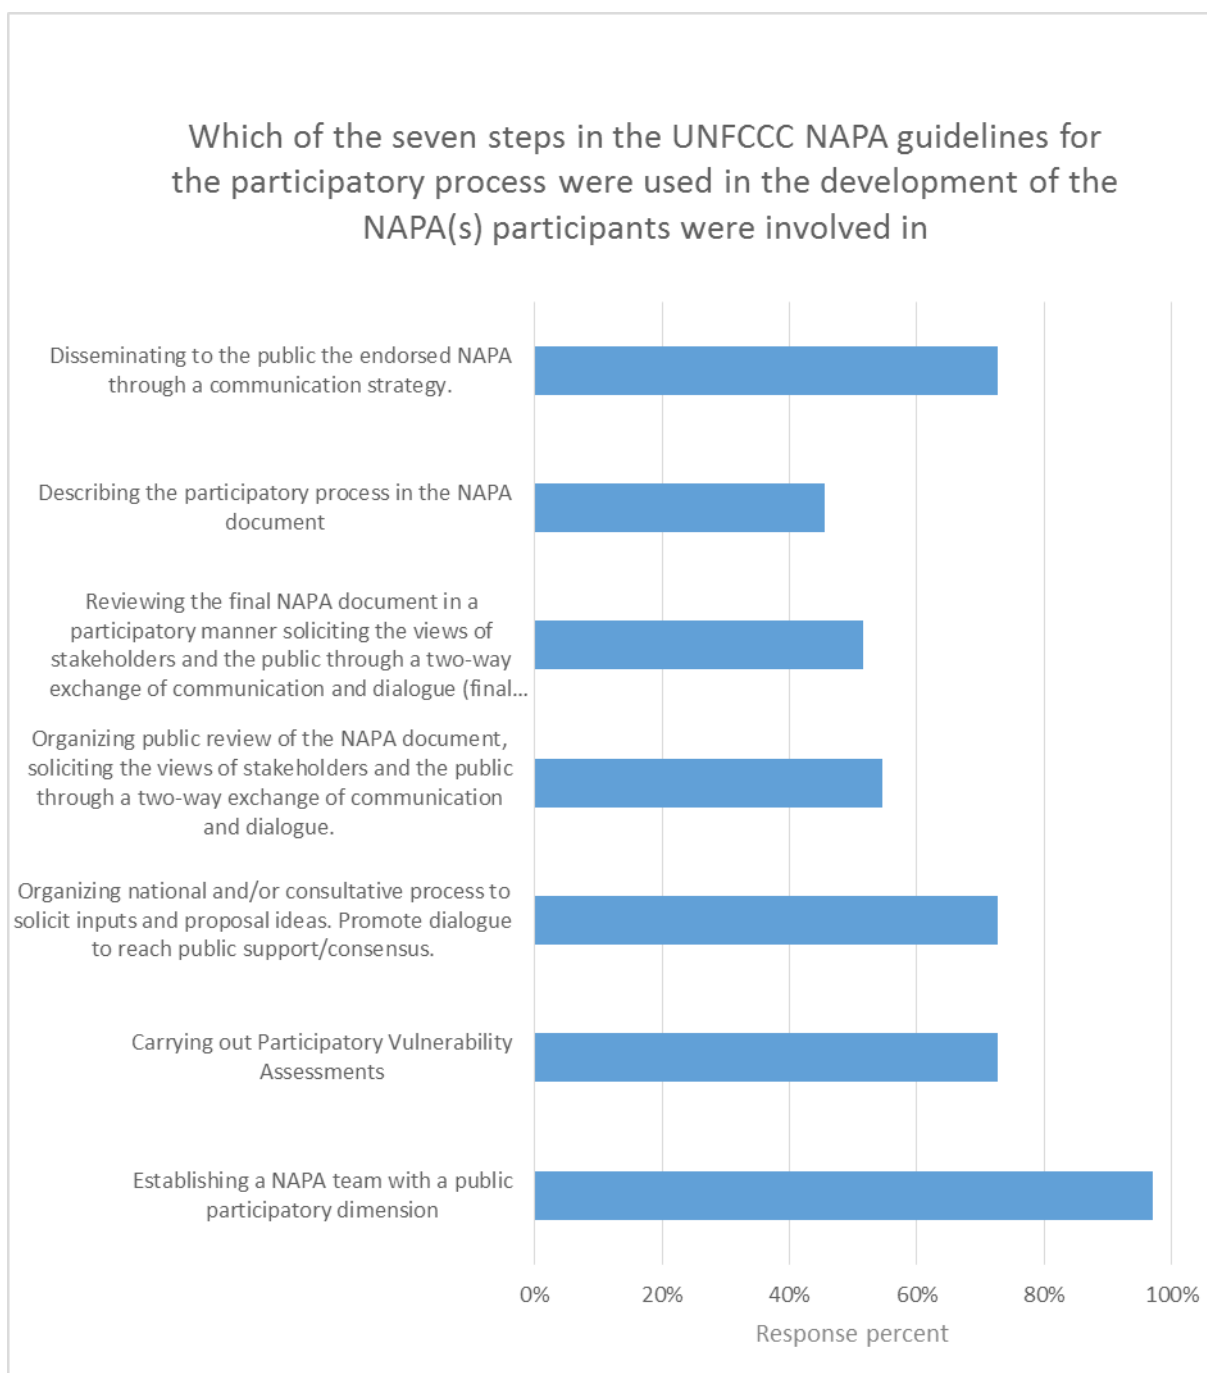 Which of the seven steps in the UNFCCC NAPA guidelines for
the participatory process were used in the development of the
NAPA(s) participants were involved in
Disseminating to the public the endorsed NAPA
through a communication strategy.
Describing the participatory process in the NAPA
document
Reviewing the final NAPA document in a
participatory manner soliciting the views of
stakeholders and the public through a two-way
exchange of communication and dialogue (final...
Organizing public review of the NAPA document,
soliciting the views of stakeholders and the public
through a two-way exchange of communication
and dialogue.
Organizing national and/or consultative process to
solicit inputs and proposal ideas. Promote dialogue
to reach public support/consensus.
Carrying out Participatory Vulnerability
Assessments
Establishing a NAPA team with a public
participatory dimension
0% 20% 40% 60% 80% 100%
Response percent